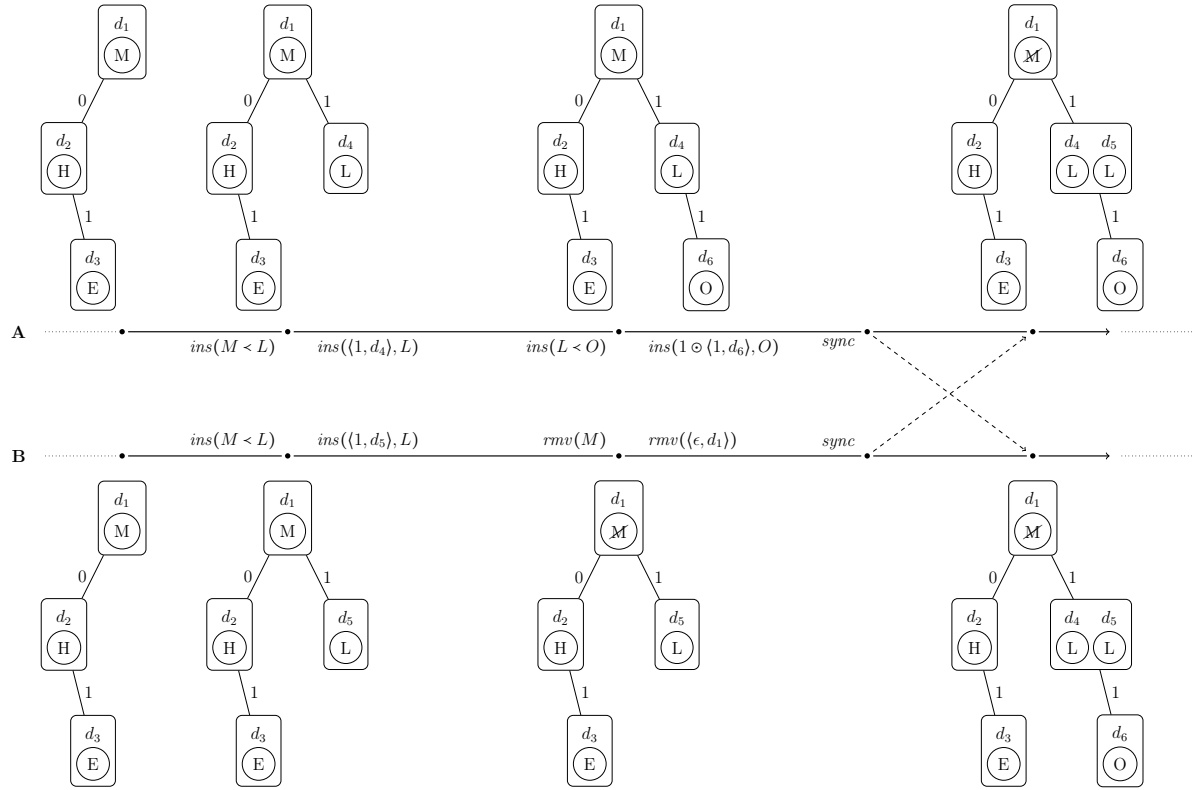 d₁ d₁ d₁ d₁
M M M M
0 0 1 0 1 0 1
d₂ d₂ d₄ d₂ d₄ d₂ d₄ d₅
H H L H L H L L
1 1 1 1 1 1
d₃ d₃ d₃ d₆ d₃ d₆
E E E O E O
A
ins(M ≺ L) ins(⟨1, d₄⟩, L) ins(L ≺ O) ins(1 ⊙ ⟨1, d₆⟩, O) sync
ins(M ≺ L) ins(⟨1, d₅⟩, L) rmv(M) rmv(⟨ϵ, d₁⟩) sync
B
d₁ d₁ d₁ d₁
M M M M
0 0 1 0 1 0 1
d₂ d₂ d₅ d₂ d₅ d₂ d₄ d₅
H H L H L H L L
1 1 1 1 1
d₃ d₃ d₃ d₃ d₆
E E E E O